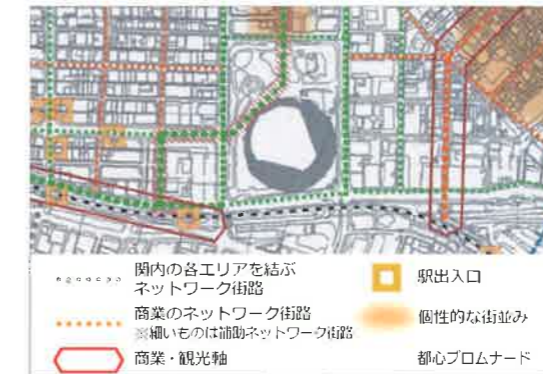 関内の各エリアを結ぶ
ネットワーク街路
駅出入口
商業のネットワーク街路
※細いものは補助ネットワーク街路
個性的な街並み
商業・観光軸
都心プロムナード